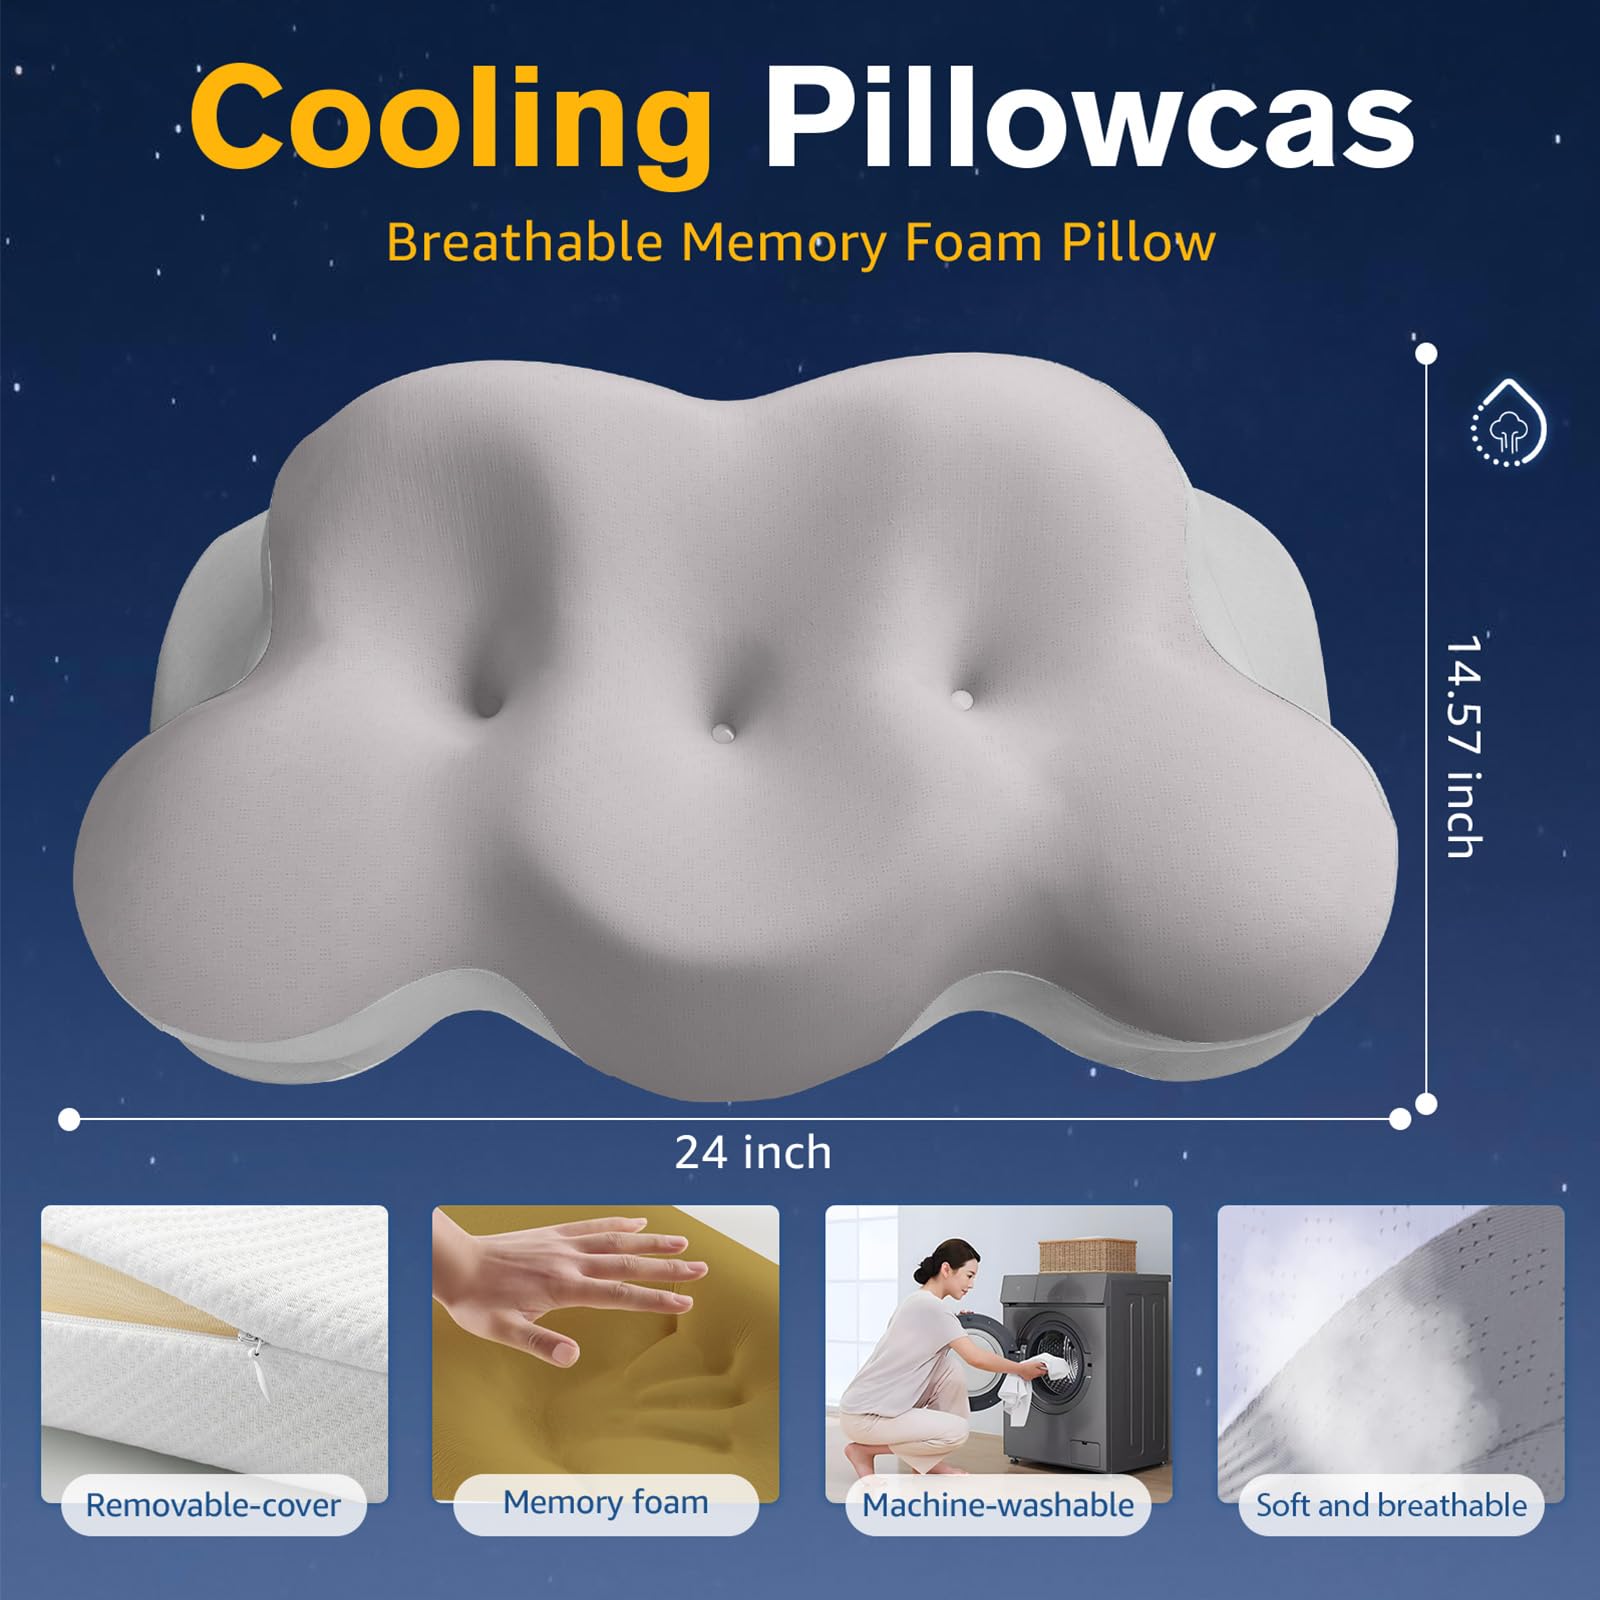 Cooling Pillowcas
Breathable Memory Foam Pillow
14.57 inch
24 inch
Removable-cover
Memory foam
Machine-washable
Soft and breathable